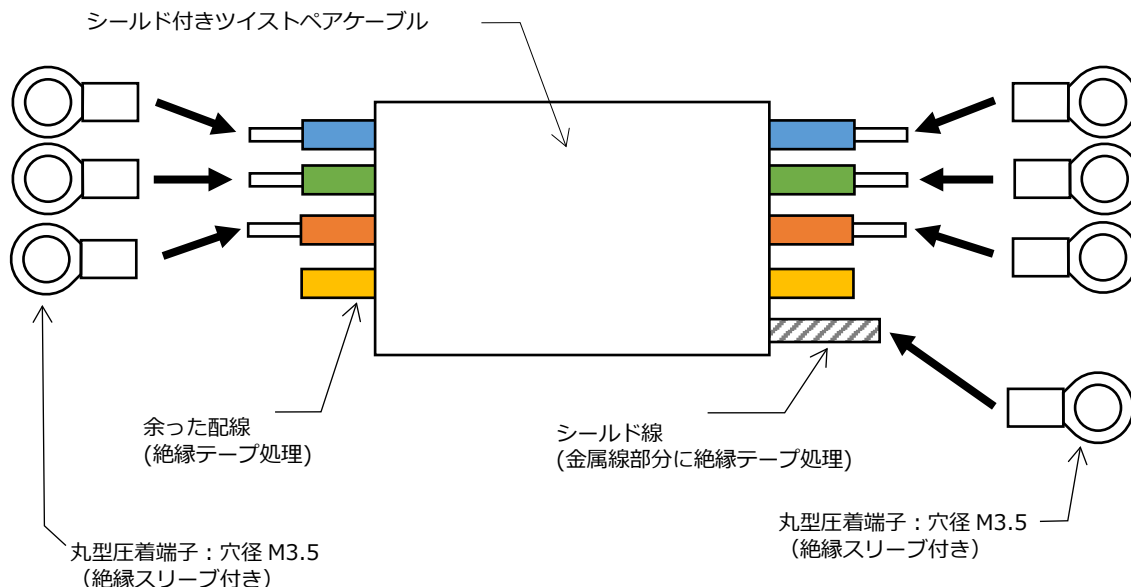 シールド付きツイストペアケーブル
余った配線
(絶縁テープ処理)
シールド線
(金属線部分に絶縁テープ処理)
丸型圧着端子：穴径 M3.5
（絶縁スリーブ付き）
丸型圧着端子：穴径 M3.5
（絶縁スリーブ付き）